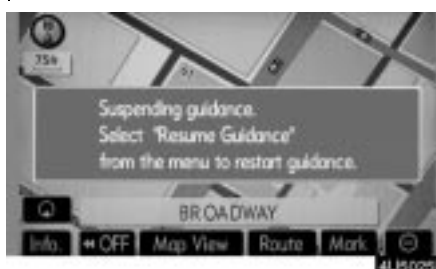 75ft
Suspending guidance.
Select "Resume Guidance"
from the menu to restart guidance.
BROADWAY
Info.
OFF
Map View
Route
Mark
4U5025